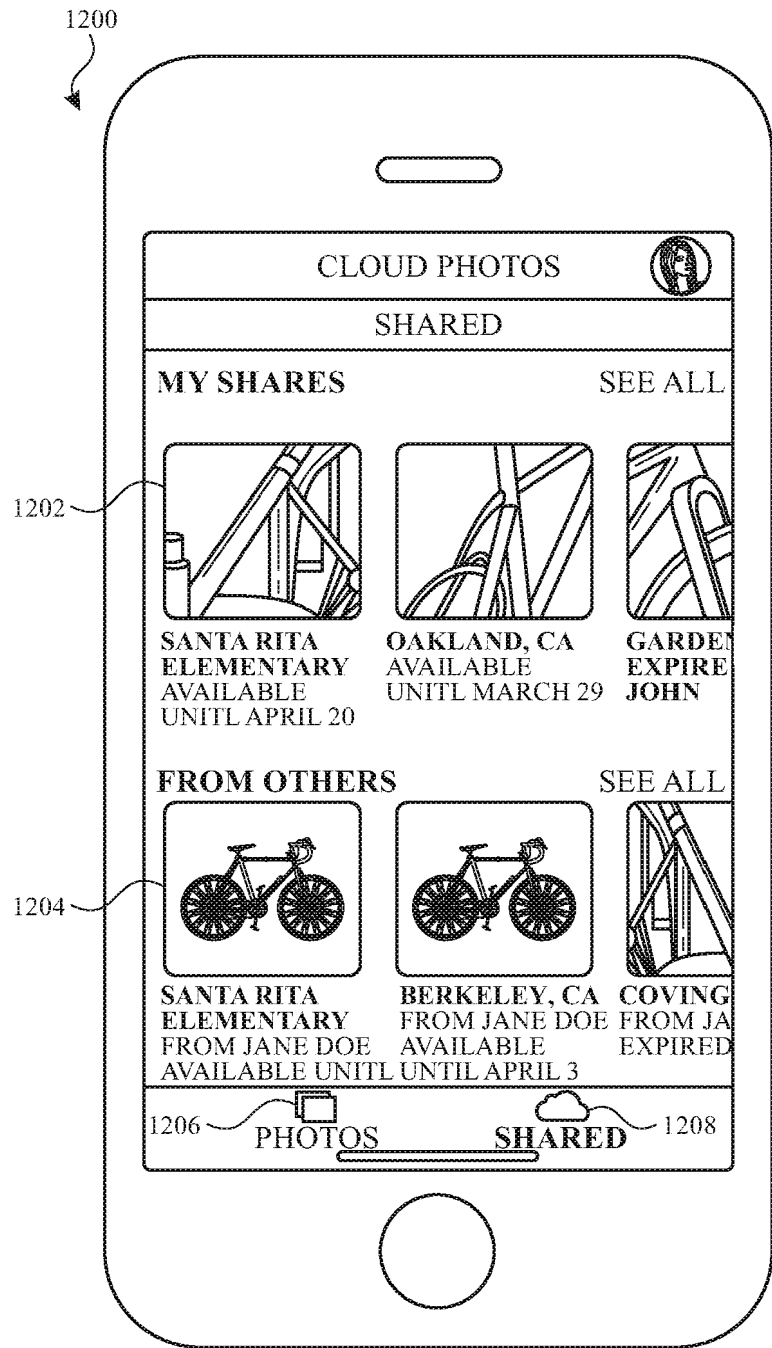 1200
CLOUD PHOTOS
SHARED
MY SHARES SEE ALL
1202
SANTA RITA
ELEMENTARY
AVAILABLE
UNITL APRIL 20
OAKLAND, CA
AVAILABLE
UNITL MARCH 29
GARDEN
EXPIRE
JOHN
FROM OTHERS SEE ALL
1204
SANTA RITA
ELEMENTARY
FROM JANE DOE
AVAILABLE UNITL
BERKELEY, CA
FROM JANE DOE
AVAILABLE
UNTIL APRIL 3
COVING
FROM JA
EXPIRED
1206
PHOTOS
SHARED
1208